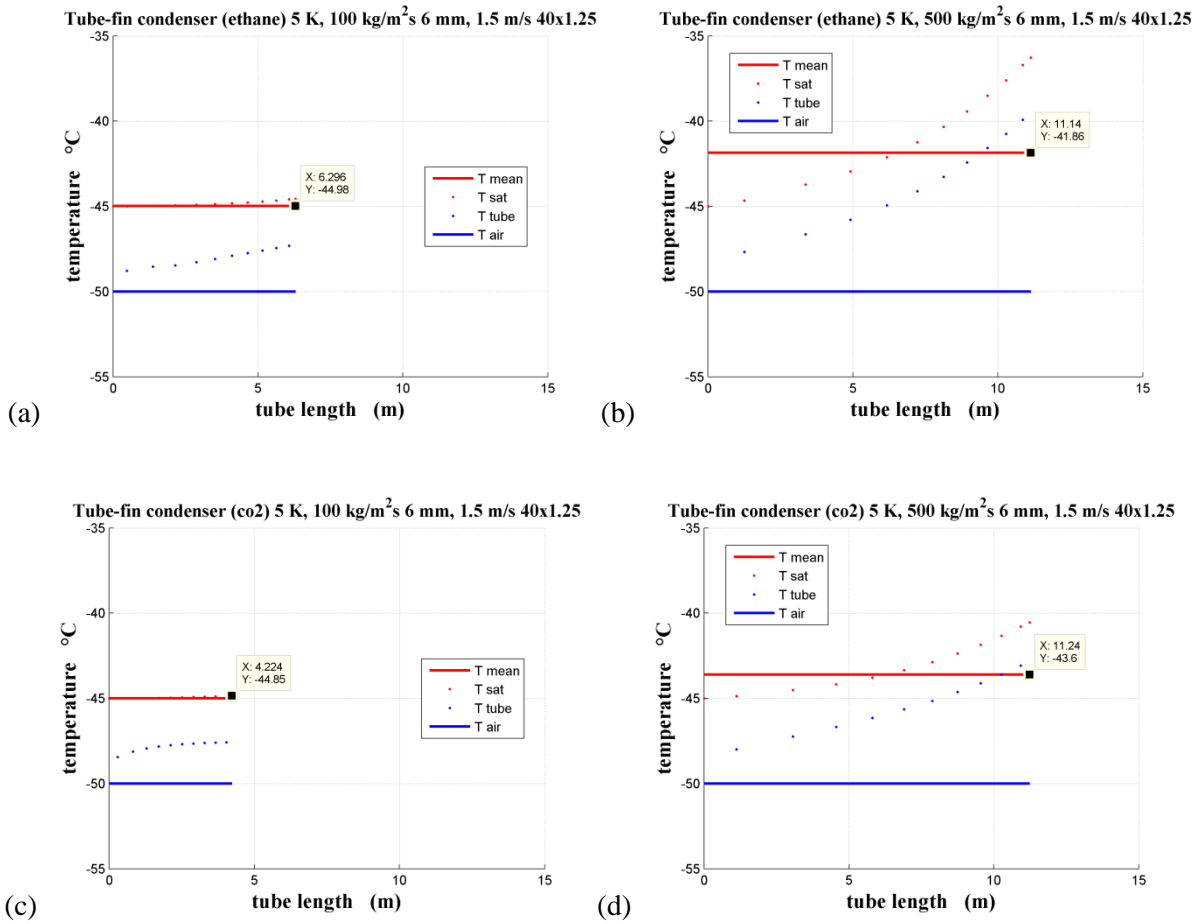 Tube-fin condenser (ethane) 5 K, 100 kg/m²s 6 mm, 1.5 m/s 40x1.25
-35
-40
-45
-50
-55
temperature °C
X: 6.296
Y: -44.98
T mean
T sat
T tube
T air
0 5 10 15
tube length (m)
(a)
Tube-fin condenser (ethane) 5 K, 500 kg/m²s 6 mm, 1.5 m/s 40x1.25
-35
-40
-45
-50
-55
temperature °C
T mean
T sat
T tube
T air
X: 11.14
Y: -41.86
0 5 10 15
tube length (m)
(b)
Tube-fin condenser (co2) 5 K, 100 kg/m²s 6 mm, 1.5 m/s 40x1.25
-35
-40
-45
-50
-55
temperature °C
X: 4.224
Y: -44.85
T mean
T sat
T tube
T air
0 5 10 15
tube length (m)
(c)
Tube-fin condenser (co2) 5 K, 500 kg/m²s 6 mm, 1.5 m/s 40x1.25
-35
-40
-45
-50
-55
temperature °C
T mean
T sat
T tube
T air
X: 11.24
Y: -43.6
0 5 10 15
tube length (m)
(d)